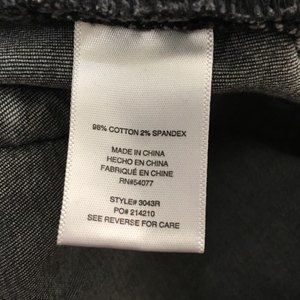 98% COTTON 2% SPANDEX
MADE IN CHINA
HECHO EN CHINA
FABRIQUÉ EN CHINE
RN#54077
STYLE# 3043R
PO# 214210
SEE REVERSE FOR CARE